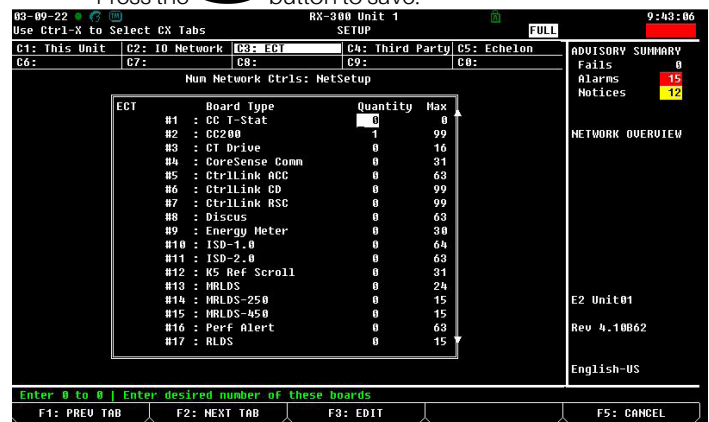 Press the button to save.
03-09-22 RX-300 Unit 1 9:43:06
Use Ctrl-X to Select CX Tabs SETUP FULL
C1: This Unit C2: IO Network C3: ECT C4: Third Party C5: Echelon
C6: C7: C8: C9: C0:
ADVISORY SUMMARY
Fails 0
Alarms 15
Notices 12
NETWORK OVERVIEW
E2 Unit01
Rev 4.10B62
English-US
Num Network Ctrls: NetSetup
ECT Board Type Quantity Max
#1 : CC T-Stat 0 0
#2 : CC200 1 99
#3 : CT Drive 0 16
#4 : CoreSense Comm 0 31
#5 : CtrlLink ACC 0 63
#6 : CtrlLink CD 0 99
#7 : CtrlLink RSC 0 99
#8 : Discus 0 63
#9 : Energy Meter 0 30
#10 : ISD-1.0 0 64
#11 : ISD-2.0 0 63
#12 : K5 Ref Scroll 0 31
#13 : MRLDS 0 24
#14 : MRLDS-250 0 15
#15 : MRLDS-450 0 15
#16 : Perf Alert 0 63
#17 : RLDS 0 15
Enter 0 to 0 | Enter desired number of these boards
F1: PREV TAB F2: NEXT TAB F3: EDIT F5: CANCEL